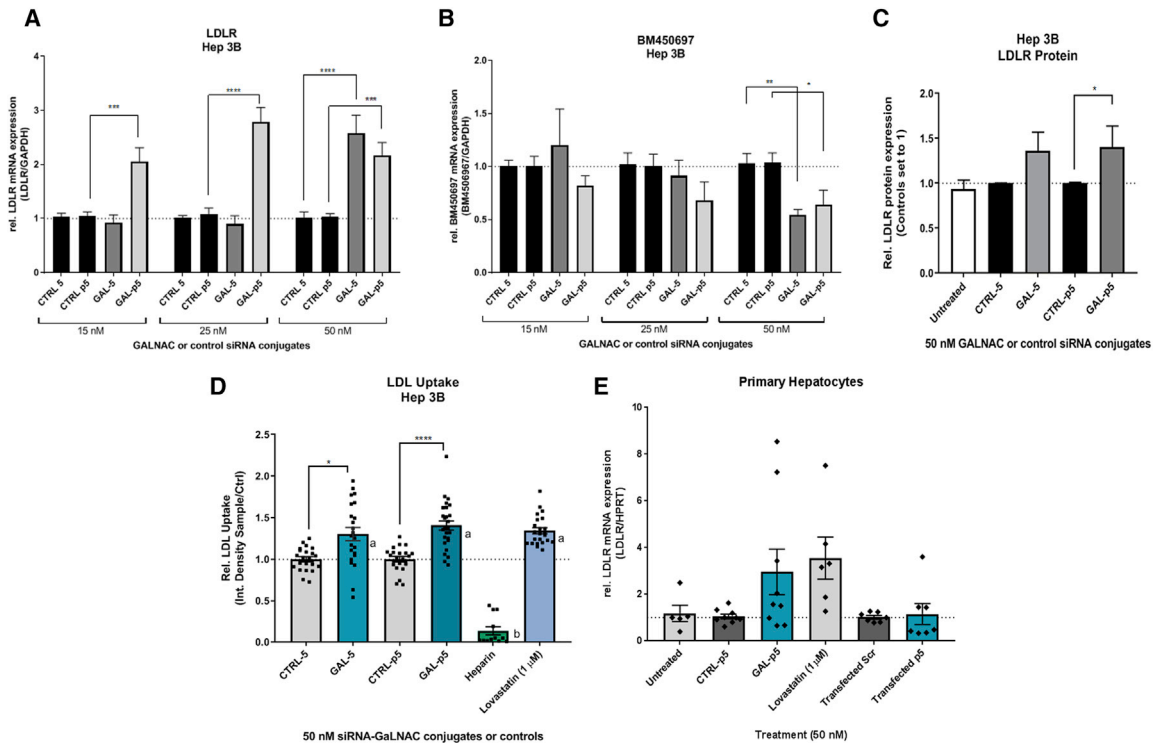 A
LDLR
Hep 3B
rel. LDLR mRNA expression
(LDLR/GAPDH)
4
3
2
1
0
***
****
****
***
CTRL 5
CTRL p5
GAL-5
GAL-p5
CTRL 5
CTRL p5
GAL-5
GAL-p5
CTRL 5
CTRL p5
GAL-5
GAL-p5
15 nM
25 nM
50 nM
GALNAC or control siRNA conjugates
B
BM450697
Hep 3B
rel. BM450697 mRNA expression
(BM4506967/GAPDH)
2.0
1.5
1.0
0.5
0.0
**
*
CTRL 5
CTRL p5
GAL-5
GAL-p5
CTRL 5
CTRL p5
GAL-5
GAL-p5
CTRL 5
CTRL p5
GAL-5
GAL-p5
15 nM
25 nM
50 nM
GALNAC or control siRNA conjugates
C
Hep 3B
LDLR Protein
Rel. LDLR protein expression
(Controls set to 1)
2.0
1.5
1.0
0.5
0.0
*
Untreated
CTRL-5
GAL-5
CTRL-p5
GAL-p5
50 nM GALNAC or control siRNA conjugates
D
LDL Uptake
Hep 3B
Rel. LDL Uptake
(Int. Density Sample/Ctrl)
2.5
2.0
1.5
1.0
0.5
0.0
*
****
a
a
b
a
CTRL-5
GAL-5
CTRL-p5
GAL-p5
Heparin
Lovastatin (1 μM)
50 nM siRNA-GaLNAC conjugates or controls
E
Primary Hepatocytes
rel. LDLR mRNA expression
(LDLR/HPRT)
10
8
6
4
2
0
Untreated
CTRL-p5
GAL-p5
Lovastatin (1 μM)
Transfected Scr
Transfected p5
Treatment (50 nM)